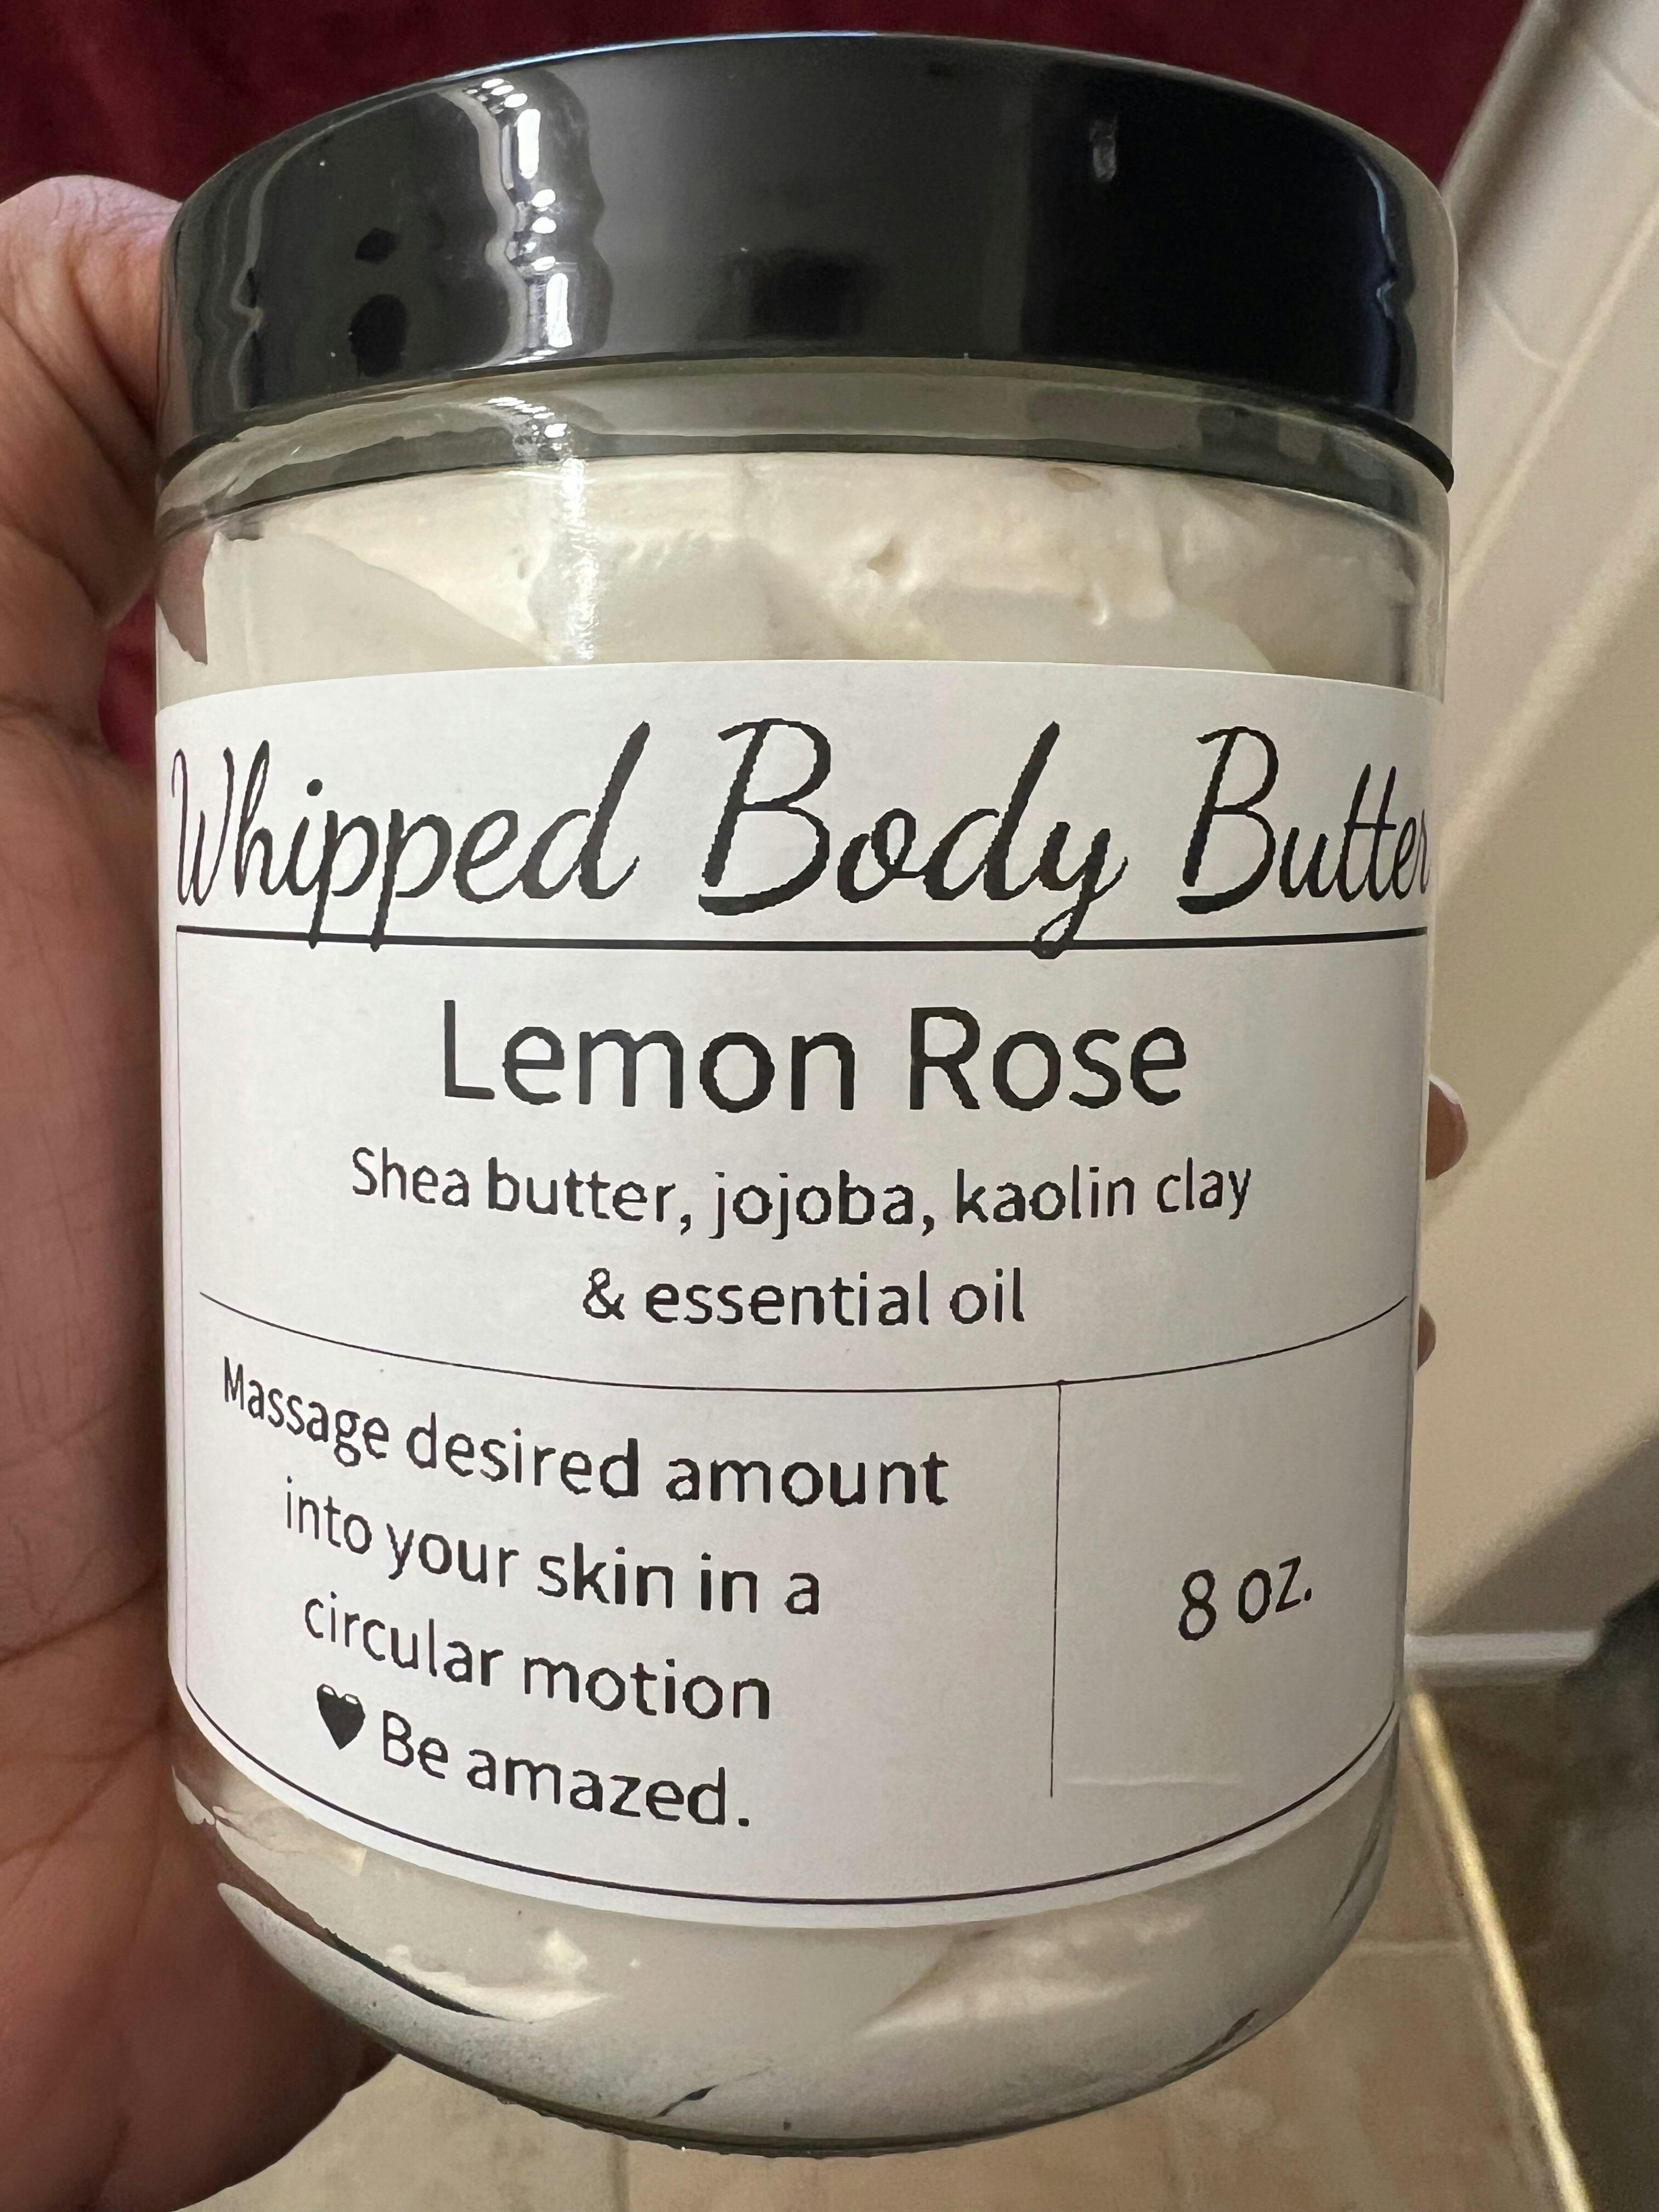 Whipped Body Butter
Lemon Rose
Shea butter, jojoba, kaolin clay
& essential oil
Massage desired amount
into your skin in a
circular motion
♥ Be amazed.
8 oz.